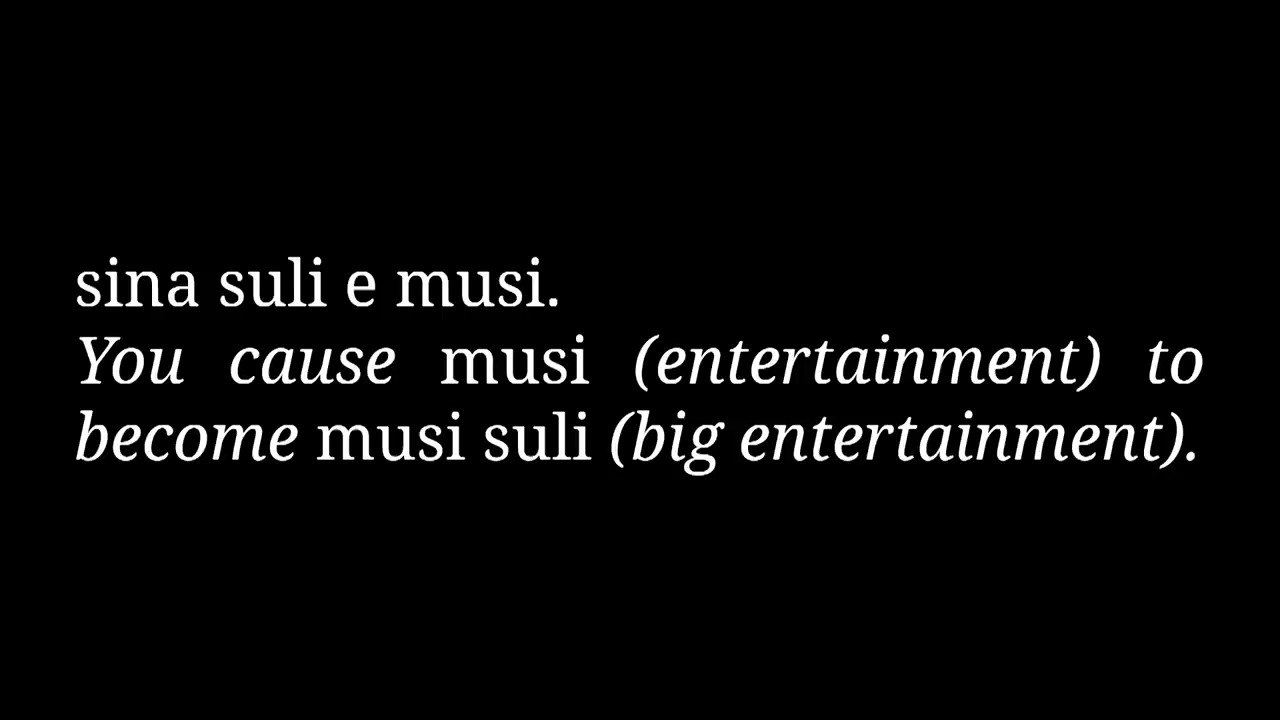 sina suli e musi.
You cause musi (entertainment) to
become musi suli (big entertainment).